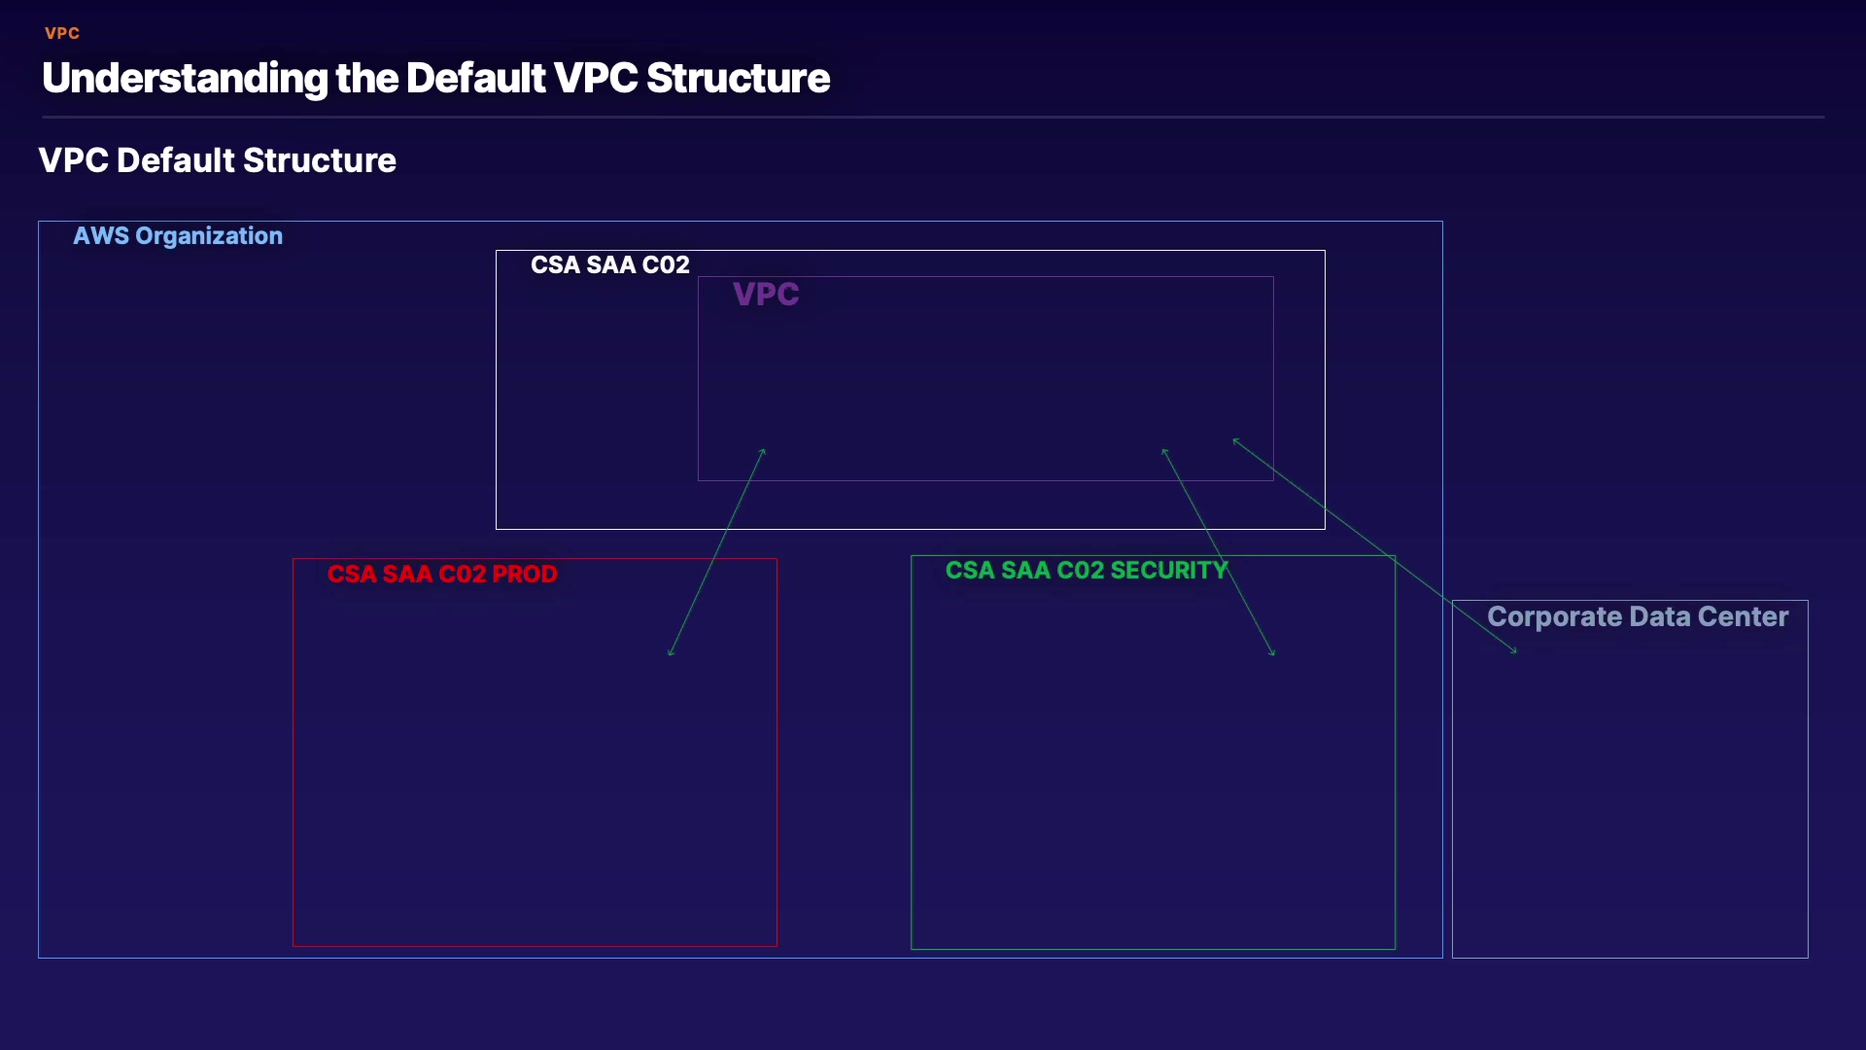 VPC
Understanding the Default VPC Structure
VPC Default Structure
AWS Organization
CSA SAA C02
VPC
CSA SAA C02 PROD
CSA SAA C02 SECURITY
Corporate Data Center